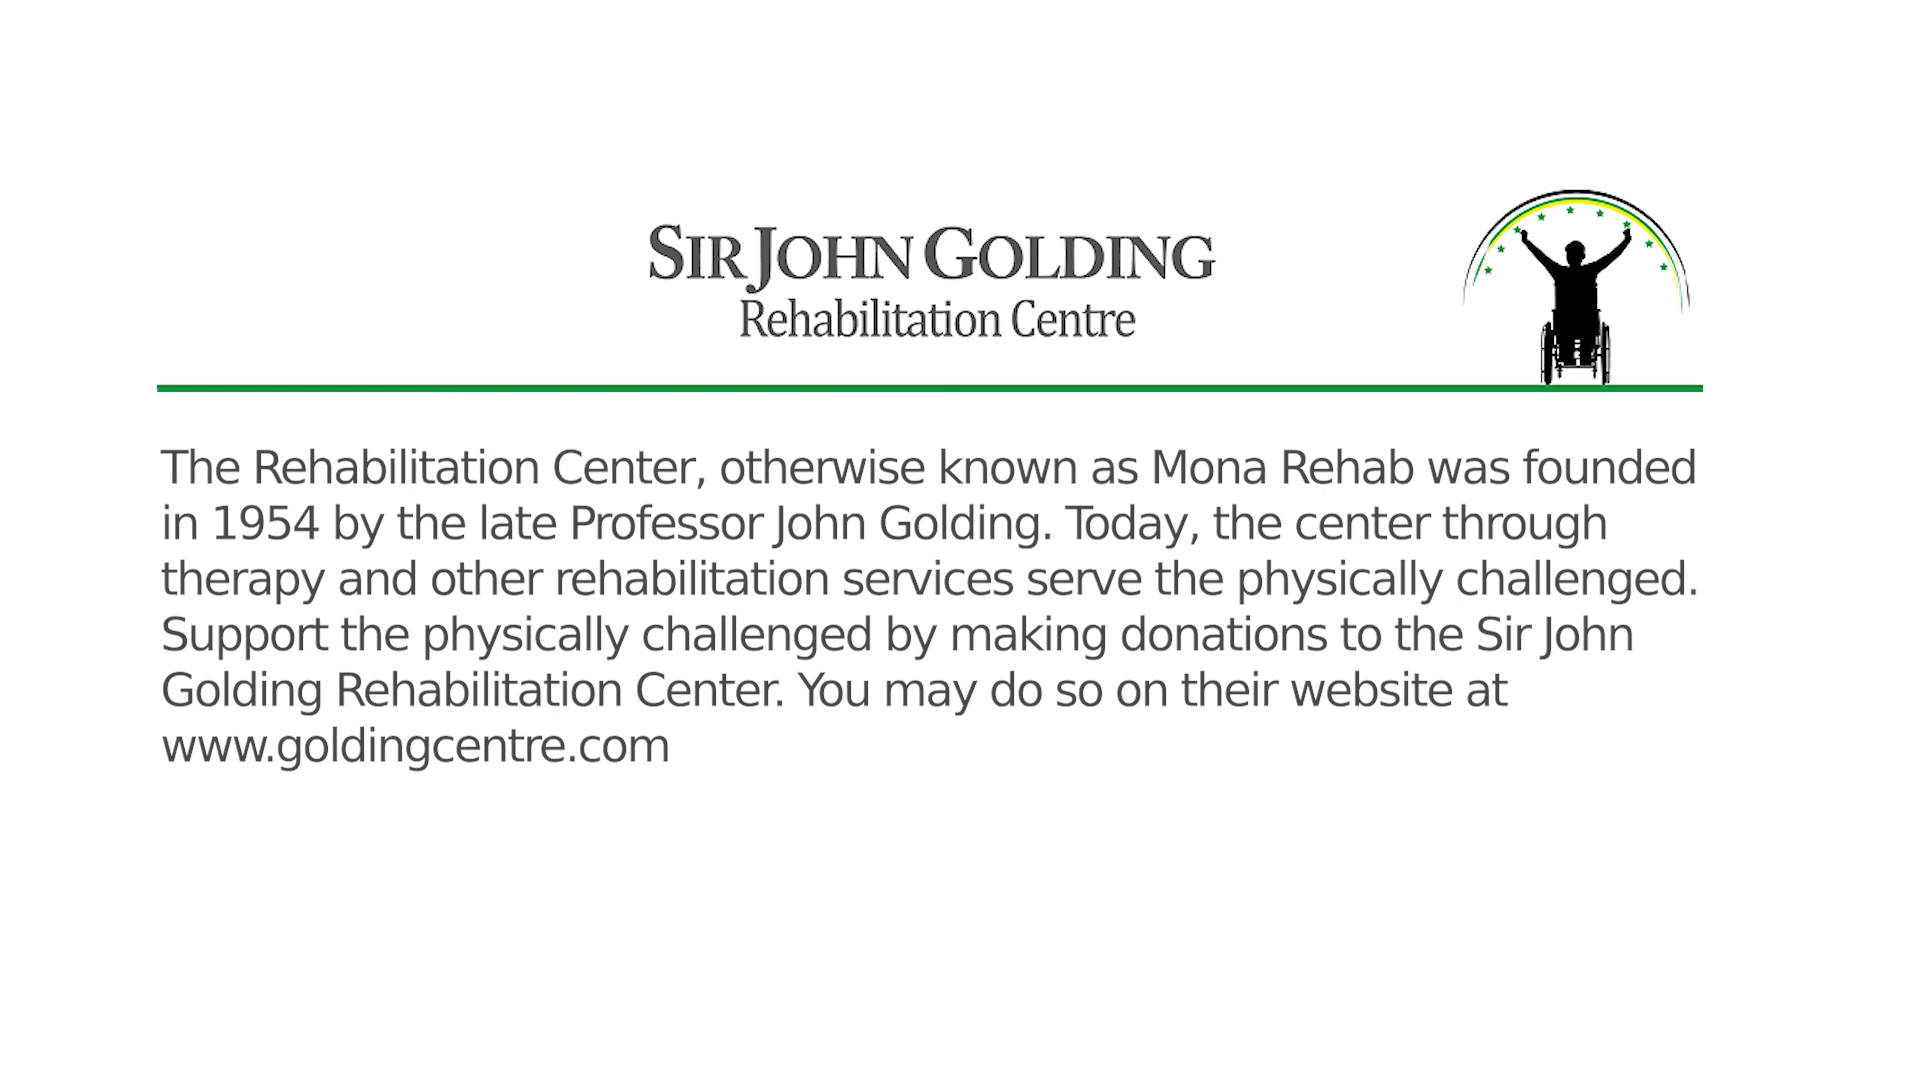 SIR JOHN GOLDING
Rehabilitation Centre
The Rehabilitation Center, otherwise known as Mona Rehab was founded
in 1954 by the late Professor John Golding. Today, the center through
therapy and other rehabilitation services serve the physically challenged.
Support the physically challenged by making donations to the Sir John
Golding Rehabilitation Center. You may do so on their website at
www.goldingcentre.com